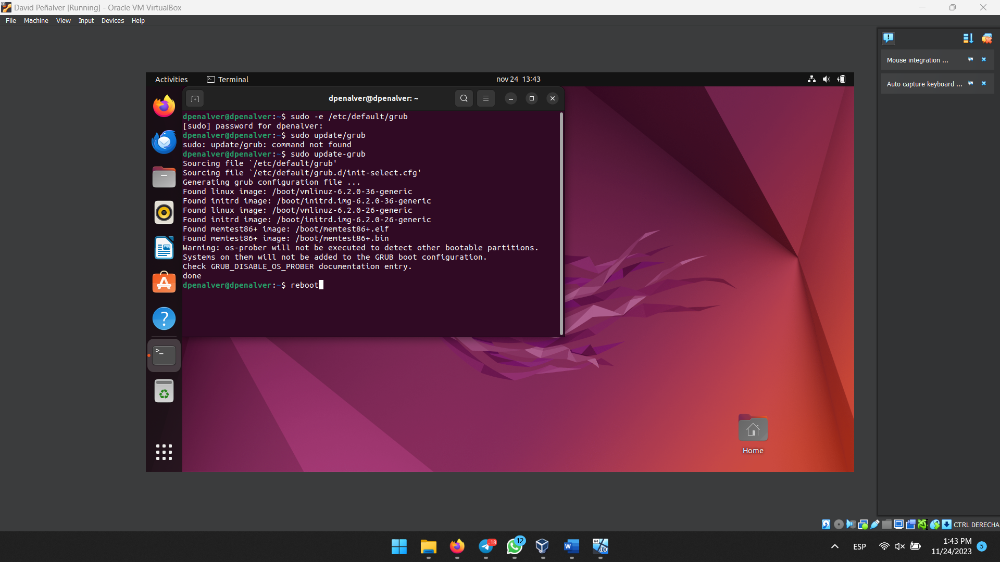 David Peñalver [Running] - Oracle VM VirtualBox
File Machine View Input Devices Help
Mouse integration ...
Auto capture keyboard ...
Activities Terminal nov 24 13:43
dpenalver@dpenalver: ~
dpenalver@dpenalver:~$ sudo -e /etc/default/grub
[sudo] password for dpenalver:
dpenalver@dpenalver:~$ sudo update/grub
sudo: update/grub: command not found
dpenalver@dpenalver:~$ sudo update-grub
Sourcing file `/etc/default/grub'
Sourcing file `/etc/default/grub.d/init-select.cfg'
Generating grub configuration file ...
Found linux image: /boot/vmlinuz-6.2.0-36-generic
Found initrd image: /boot/initrd.img-6.2.0-36-generic
Found linux image: /boot/vmlinuz-6.2.0-26-generic
Found initrd image: /boot/initrd.img-6.2.0-26-generic
Found memtest86+ image: /boot/memtest86+.elf
Found memtest86+ image: /boot/memtest86+.bin
Warning: os-prober will not be executed to detect other bootable partitions.
Systems on them will not be added to the GRUB boot configuration.
Check GRUB_DISABLE_OS_PROBER documentation entry.
done
dpenalver@dpenalver:~$ reboot
Home
CTRL DERECHA
18
12
W
64
10
ESP
1:43 PM
11/24/2023
5